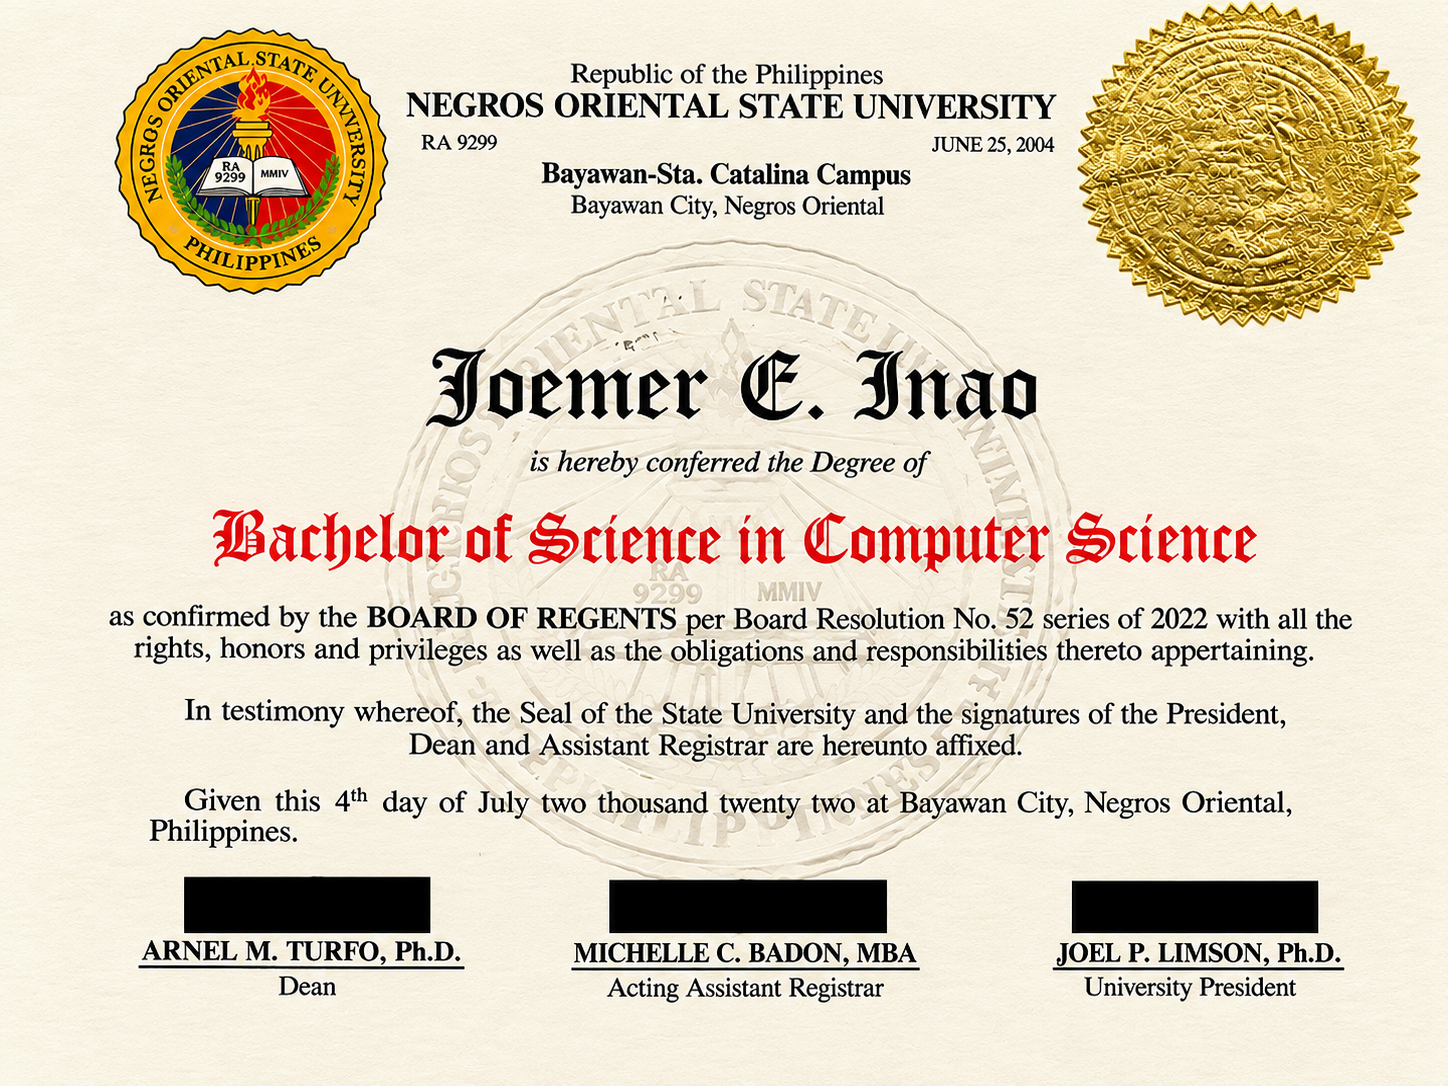 NEGROS ORIENTAL STATE UNIVERSITY
RA
9299
MMIV
PHILIPPINES
Republic of the Philippines
NEGROS ORIENTAL STATE UNIVERSITY
RA 9299
JUNE 25, 2004
Bayawan-Sta. Catalina Campus
Bayawan City, Negros Oriental
Joemer E. Inao
is hereby conferred the Degree of
Bachelor of Science in Computer Science
RA
9299
MMIV
as confirmed by the BOARD OF REGENTS per Board Resolution No. 52 series of 2022 with all the
rights, honors and privileges as well as the obligations and responsibilities thereto appertaining.
In testimony whereof, the Seal of the State University and the signatures of the President,
Dean and Assistant Registrar are hereunto affixed.
Given this 4th day of July two thousand twenty two at Bayawan City, Negros Oriental,
Philippines.
ARNEL M. TURFO, Ph.D.
Dean
MICHELLE C. BADON, MBA
Acting Assistant Registrar
JOEL P. LIMSON, Ph.D.
University President